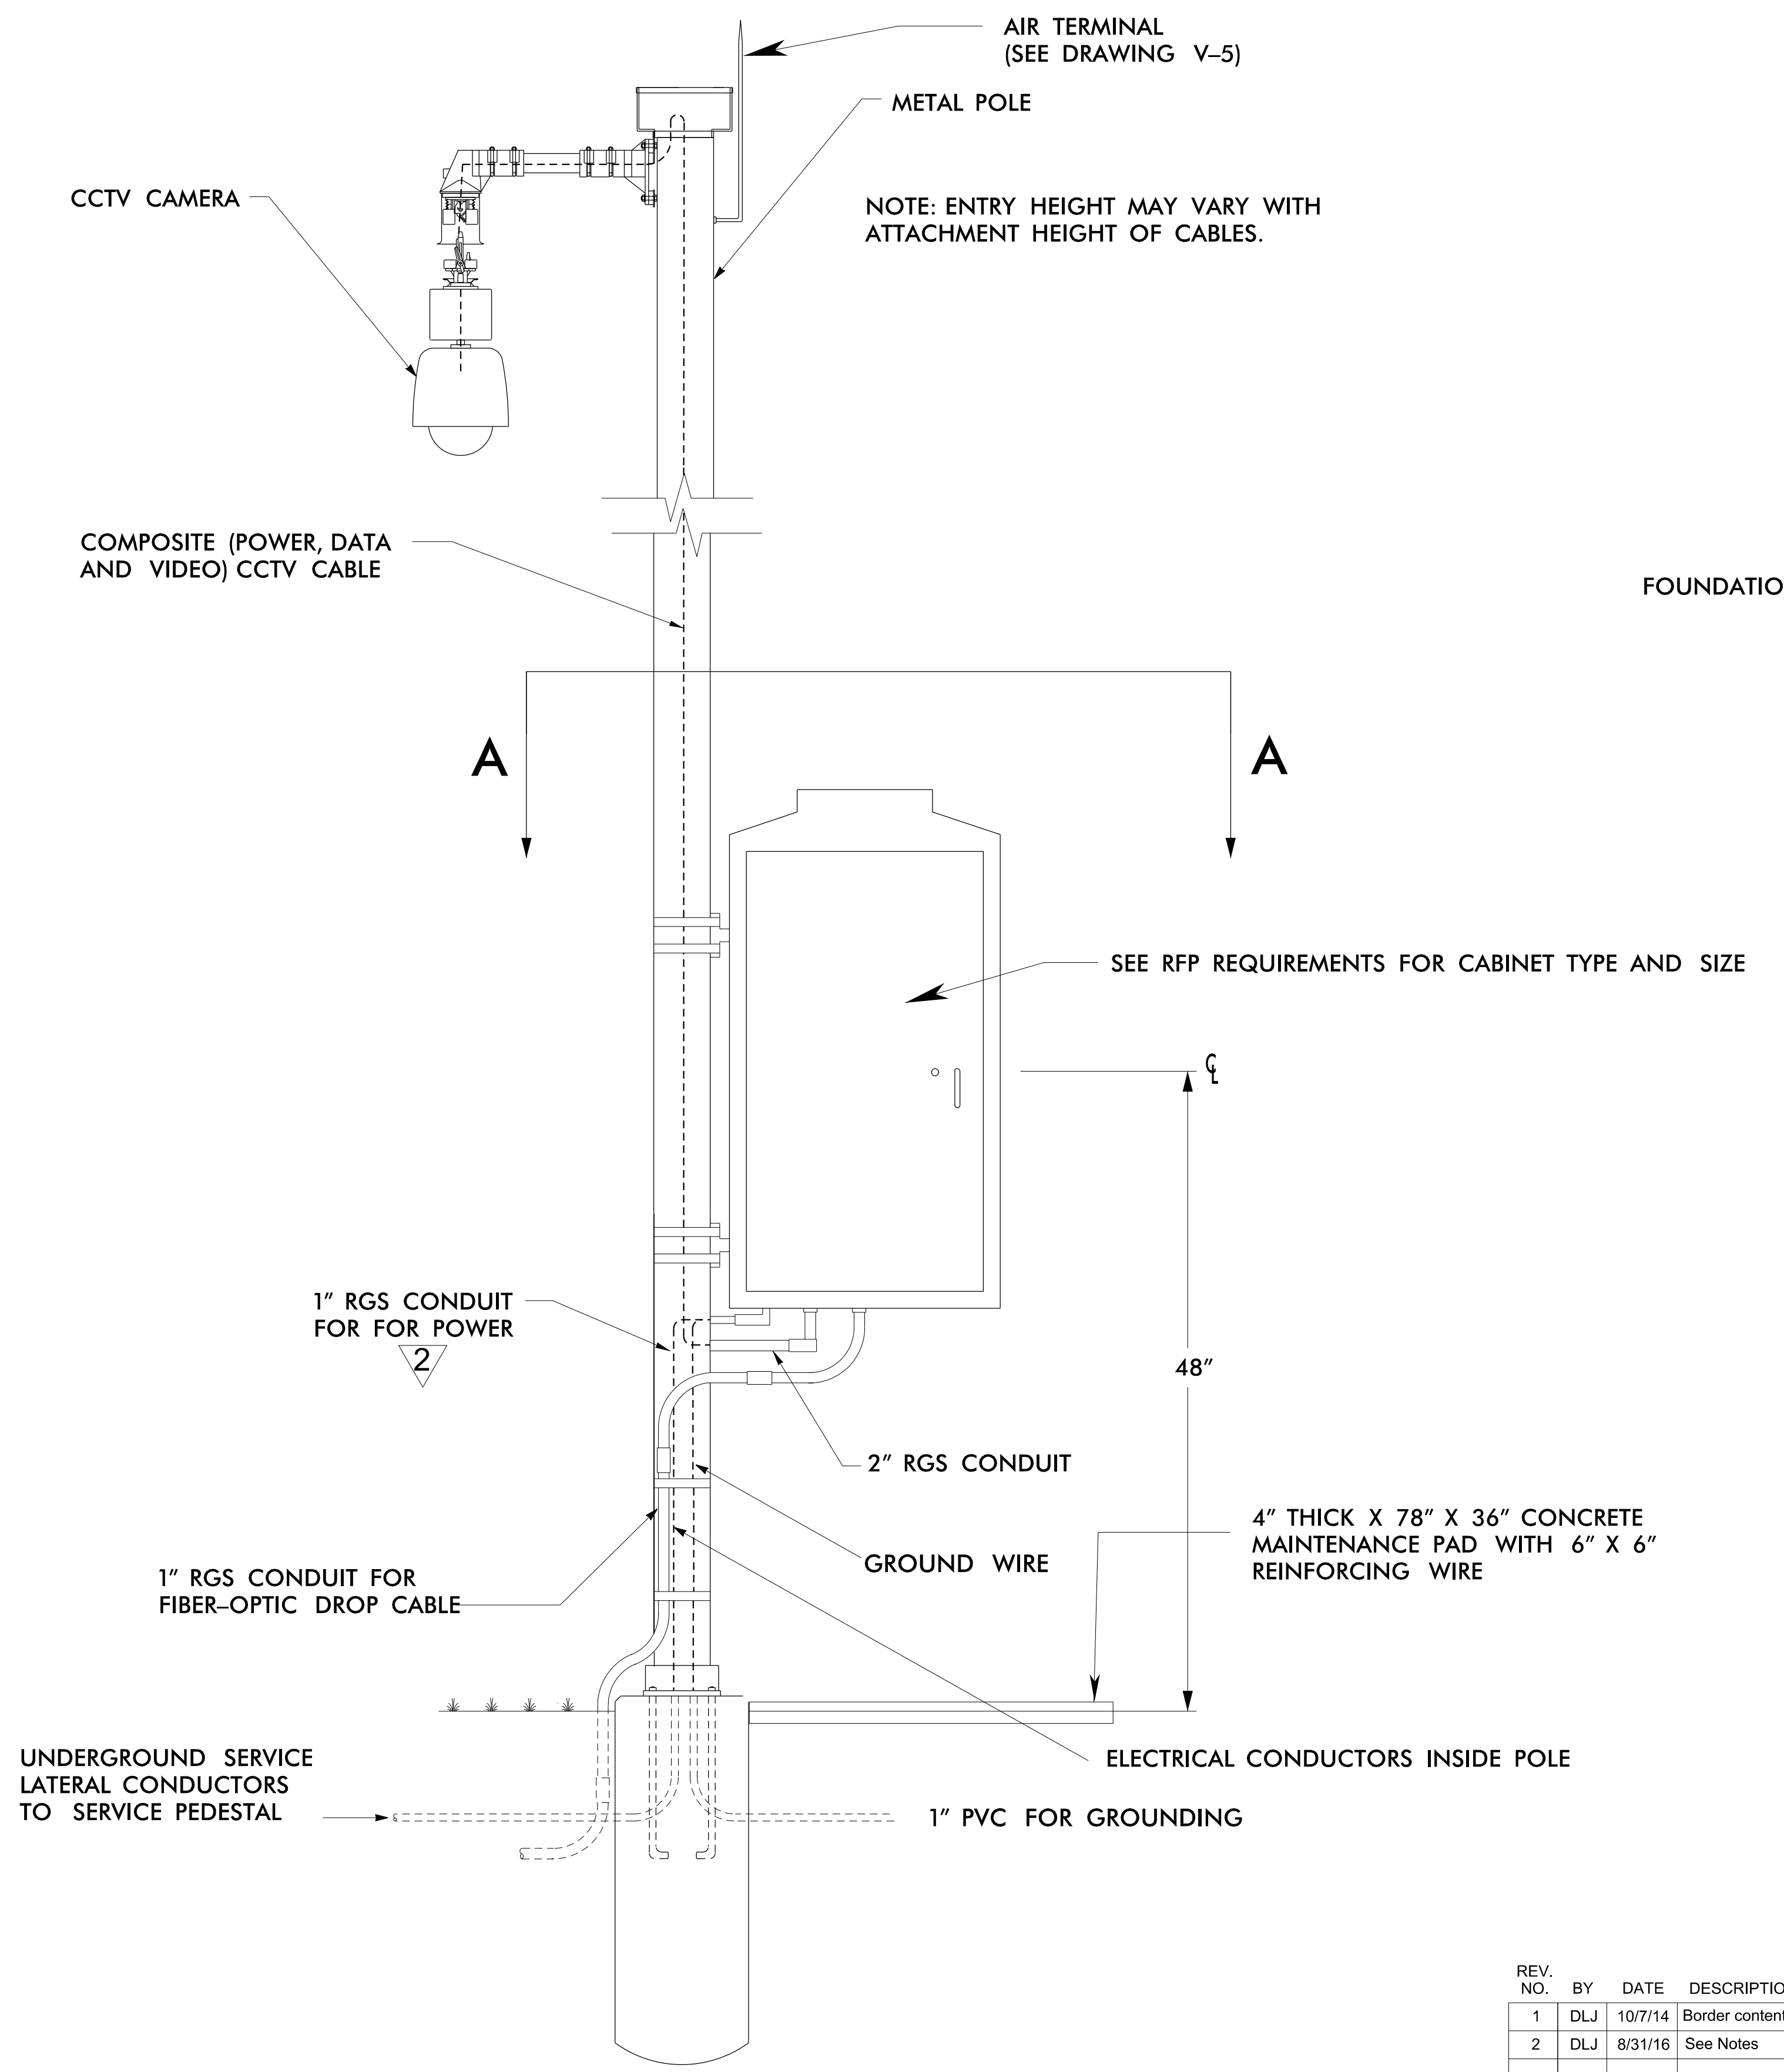 AIR TERMINAL
(SEE DRAWING V–5)
METAL POLE
CCTV CAMERA
NOTE: ENTRY HEIGHT MAY VARY WITH
ATTACHMENT HEIGHT OF CABLES.
COMPOSITE (POWER, DATA
AND VIDEO) CCTV CABLE
FOUNDATIO
A
A
SEE RFP REQUIREMENTS FOR CABINET TYPE AND SIZE
CL
1" RGS CONDUIT
FOR FOR POWER
2
48"
2" RGS CONDUIT
4" THICK X 78" X 36" CONCRETE
MAINTENANCE PAD WITH 6" X 6"
REINFORCING WIRE
GROUND WIRE
1" RGS CONDUIT FOR
FIBER–OPTIC DROP CABLE
UNDERGROUND SERVICE
LATERAL CONDUCTORS
TO SERVICE PEDESTAL
ELECTRICAL CONDUCTORS INSIDE POLE
1" PVC FOR GROUNDING
REV.
NO. BY DATE DESCRIPTIO
1 DLJ 10/7/14 Border content
2 DLJ 8/31/16 See Notes